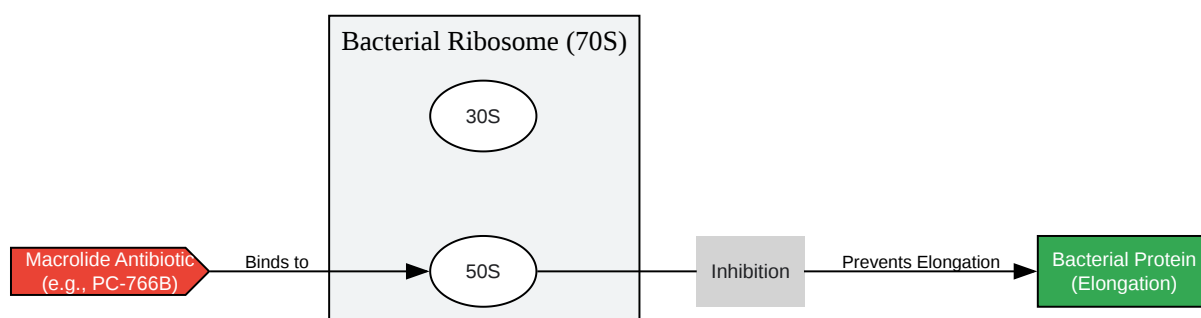 Bacterial Ribosome (70S)
30S
Macrolide Antibiotic
(e.g., PC-766B)
Binds to
50S
Inhibition
Prevents Elongation
Bacterial Protein
(Elongation)